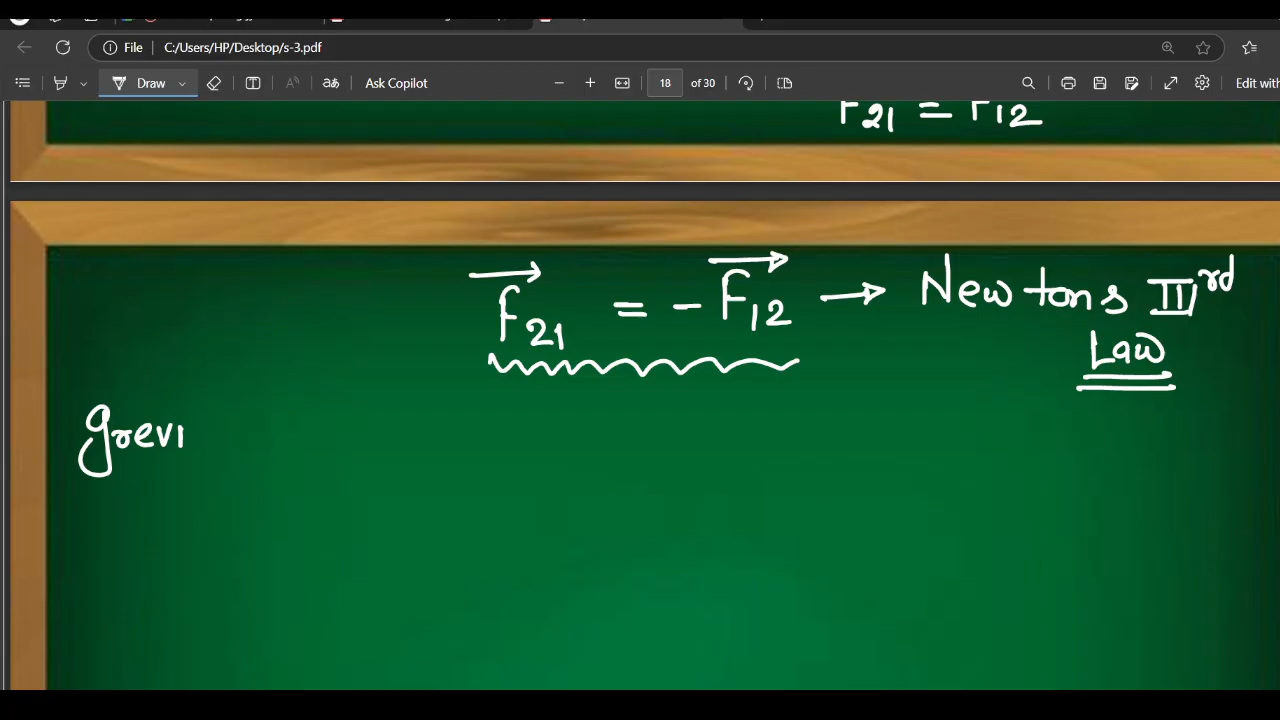 File | C:/Users/HP/Desktop/s-3.pdf
Draw Ask Copilot 18 of 30 Edit with
F21 = F12
F21 = - F12 → Newtons IIIrd
Law
grevi